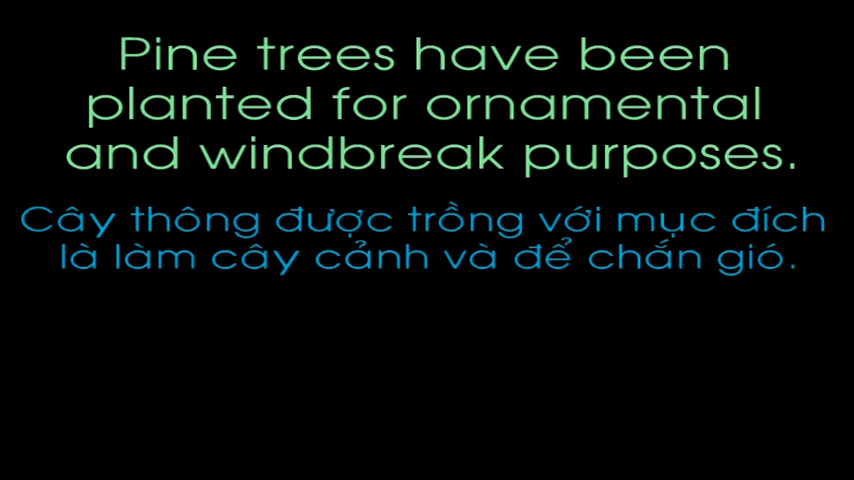 Pine trees have been
planted for ornamental
and windbreak purposes.
Cây thông được trồng với mục đích
là làm cây cảnh và để chắn gió.